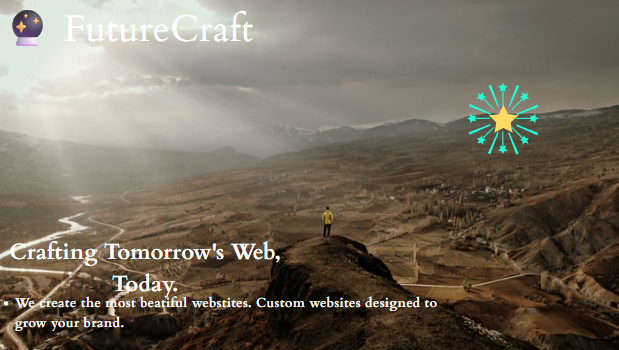 FutureCraft
Crafting Tomorrow's Web,
Today.
• We create the most beatiful webstites. Custom websites designed to
grow your brand.